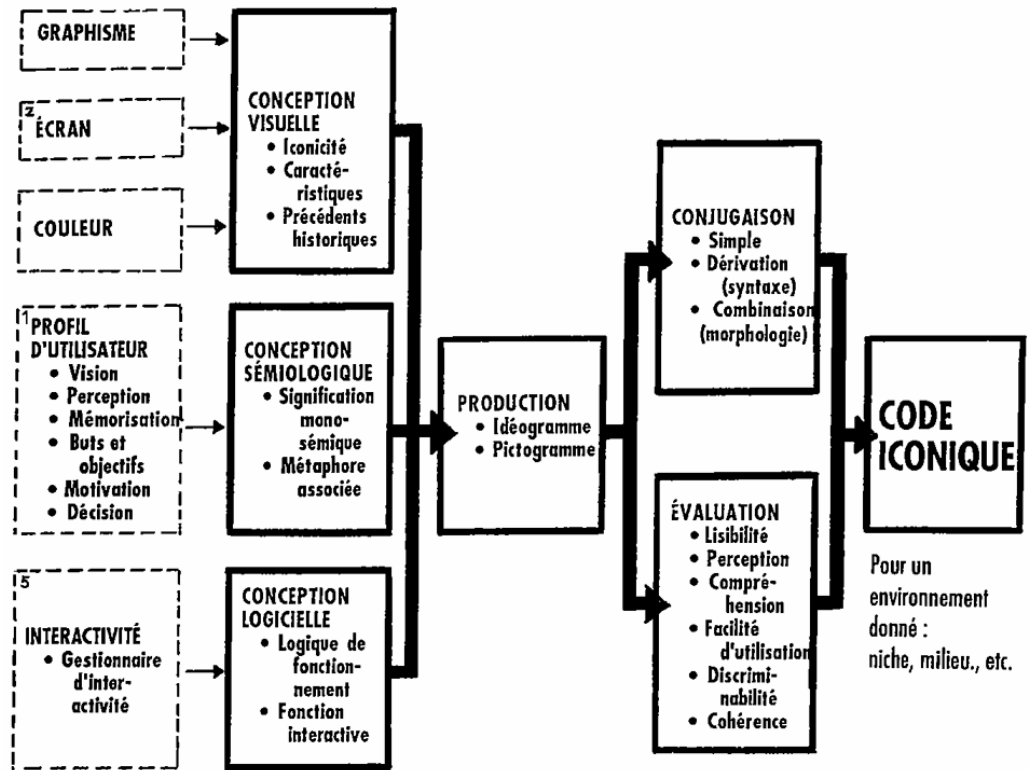 GRAPHISME
2
ÉCRAN
COULEUR
1
PROFIL
D'UTILISATEUR
• Vision
• Perception
• Mémorisation
• Buts et
objectifs
• Motivation
• Décision
5
INTERACTIVITÉ
• Gestionnaire
d'inter-
activité
CONCEPTION
VISUELLE
• Iconicité
• Caracté-
ristiques
• Précédents
historiques
CONCEPTION
SÉMIOLOGIQUE
• Signification
mono-
sémique
• Métaphore
associée
CONCEPTION
LOGICIELLE
• Logique de
fonction-
nement
• Fonction
interactive
PRODUCTION
• Idéogramme
• Pictogramme
CONJUGAISON
• Simple
• Dérivation
(syntaxe)
• Combinaison
(morphologie)
ÉVALUATION
• Lisibilité
• Perception
• Compré-
hension
• Facilité
d'utilisation
• Discrimi-
nabilité
• Cohérence
CODE
ICONIQUE
Pour un
environnement
donné :
niche, milieu., etc.